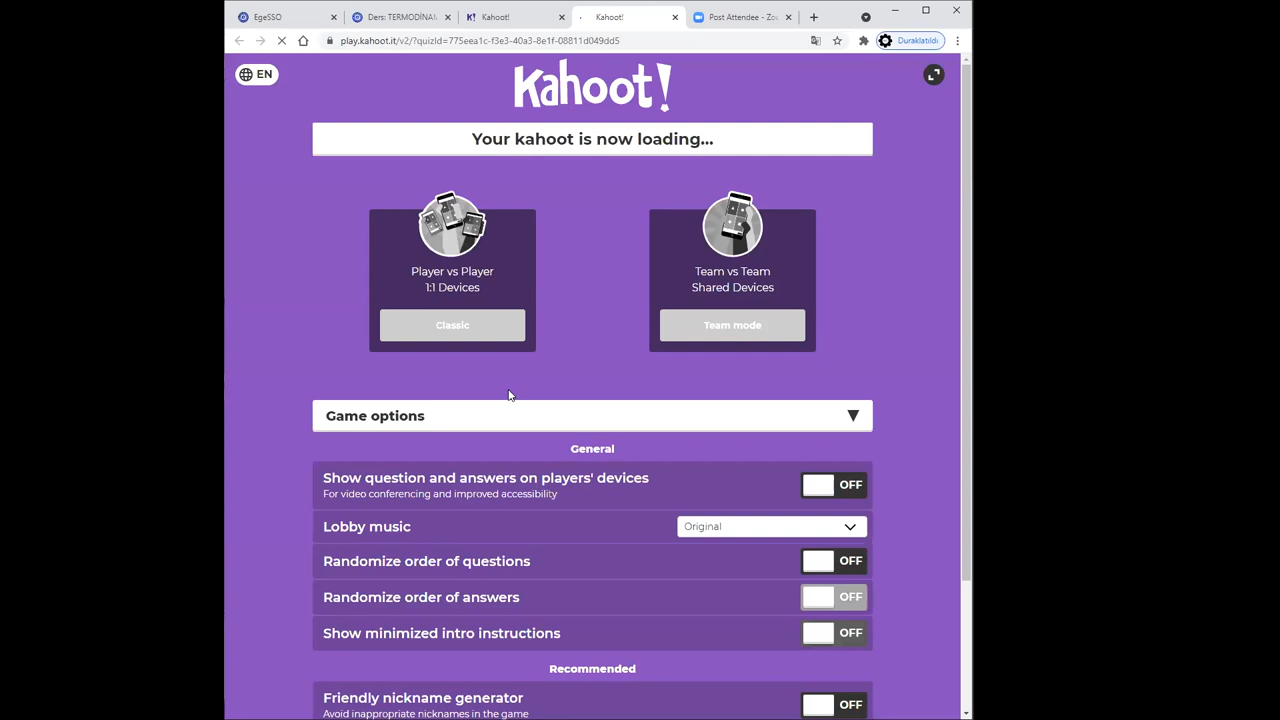 EgeSSO
Ders: TERMODİNAM
Kahoot!
Kahoot!
Post Attendee - Zoo
play.kahoot.it/v2/?quizId=775eea1c-f3e3-40a3-8e1f-08811d049dd5
Duraklatıldı
EN
Kahoot!
Your kahoot is now loading...
Player vs Player
1:1 Devices
Classic
Team vs Team
Shared Devices
Team mode
Game options
General
Show question and answers on players' devices
For video conferencing and improved accessibility
OFF
Lobby music
Original
Randomize order of questions
OFF
Randomize order of answers
OFF
Show minimized intro instructions
OFF
Recommended
Friendly nickname generator
Avoid inappropriate nicknames in the game
OFF